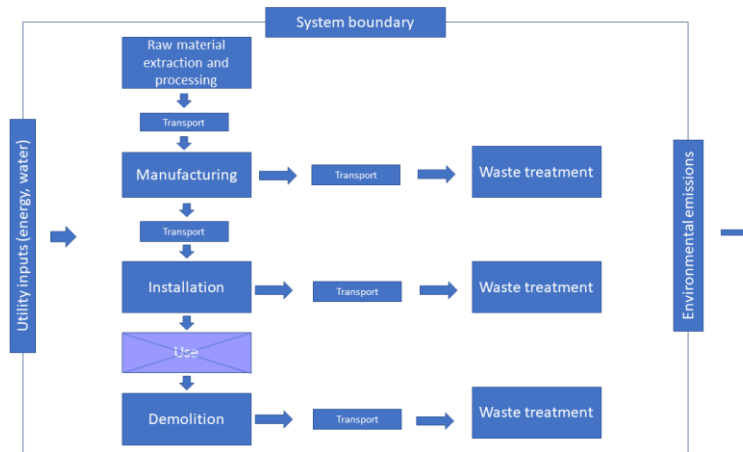 System boundary
Raw material
extraction and
processing
Transport
Manufacturing
Transport
Waste treatment
Transport
Installation
Transport
Waste treatment
Use
Demolition
Transport
Waste treatment
Utility inputs (energy, water)
Environmental emissions